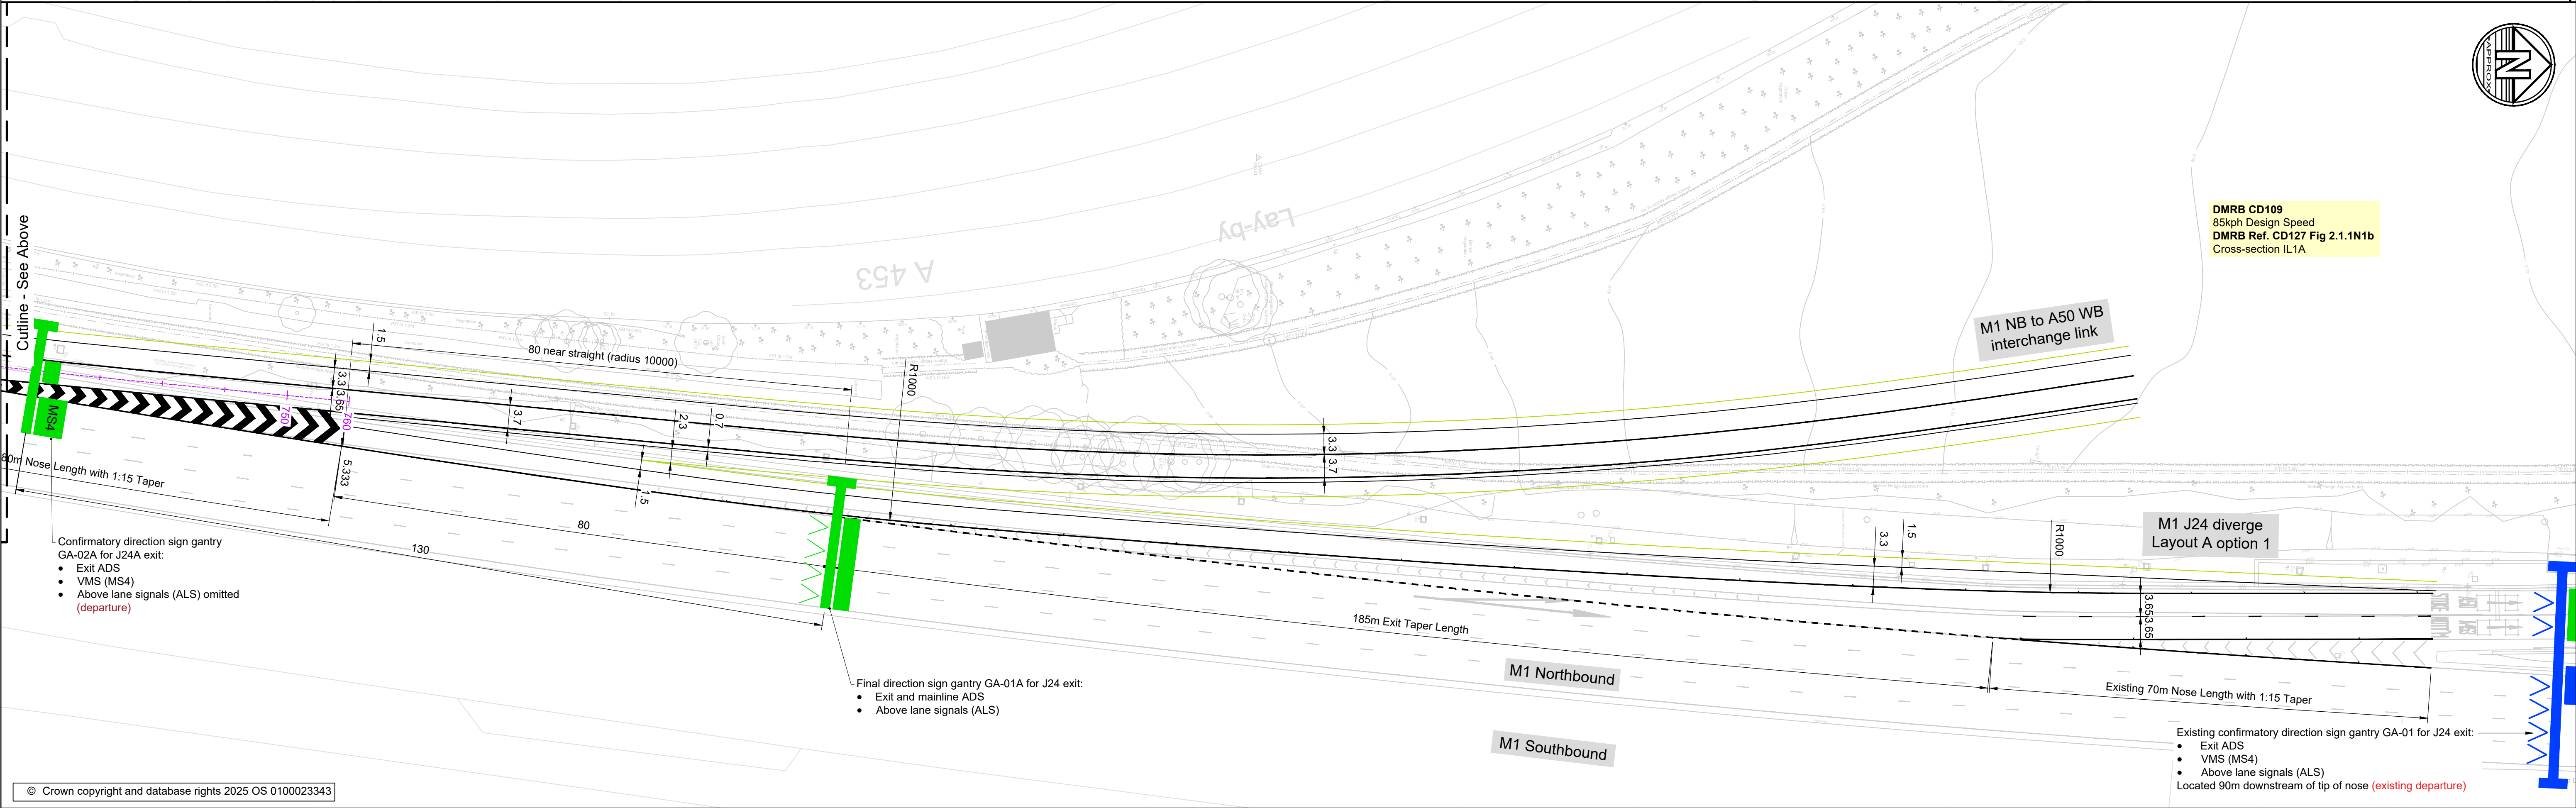 N
APPROX
DMRB CD109
85kph Design Speed
DMRB Ref. CD127 Fig 2.1.1N1b
Cross-section IL1A
Cutline - See Above
Lay-by
A 453
M1 NB to A50 WB
interchange link
80 near straight (radius 10000)
1.5
R1000
3.3
3.65
750
760
MS4
3.7
2.3
0.7
3.3
3.7
5.333
1.5
80m Nose Length with 1:15 Taper
80
130
Confirmatory direction sign gantry
GA-02A for J24A exit:
• Exit ADS
• VMS (MS4)
• Above lane signals (ALS) omitted
(departure)
Final direction sign gantry GA-01A for J24 exit:
• Exit and mainline ADS
• Above lane signals (ALS)
185m Exit Taper Length
3.3
1.5
R1000
M1 J24 diverge
Layout A option 1
3.65
3.65
M1 Northbound
M1 Southbound
Existing 70m Nose Length with 1:15 Taper
Existing confirmatory direction sign gantry GA-01 for J24 exit:
• Exit ADS
• VMS (MS4)
• Above lane signals (ALS)
Located 90m downstream of tip of nose (existing departure)
© Crown copyright and database rights 2025 OS 0100023343